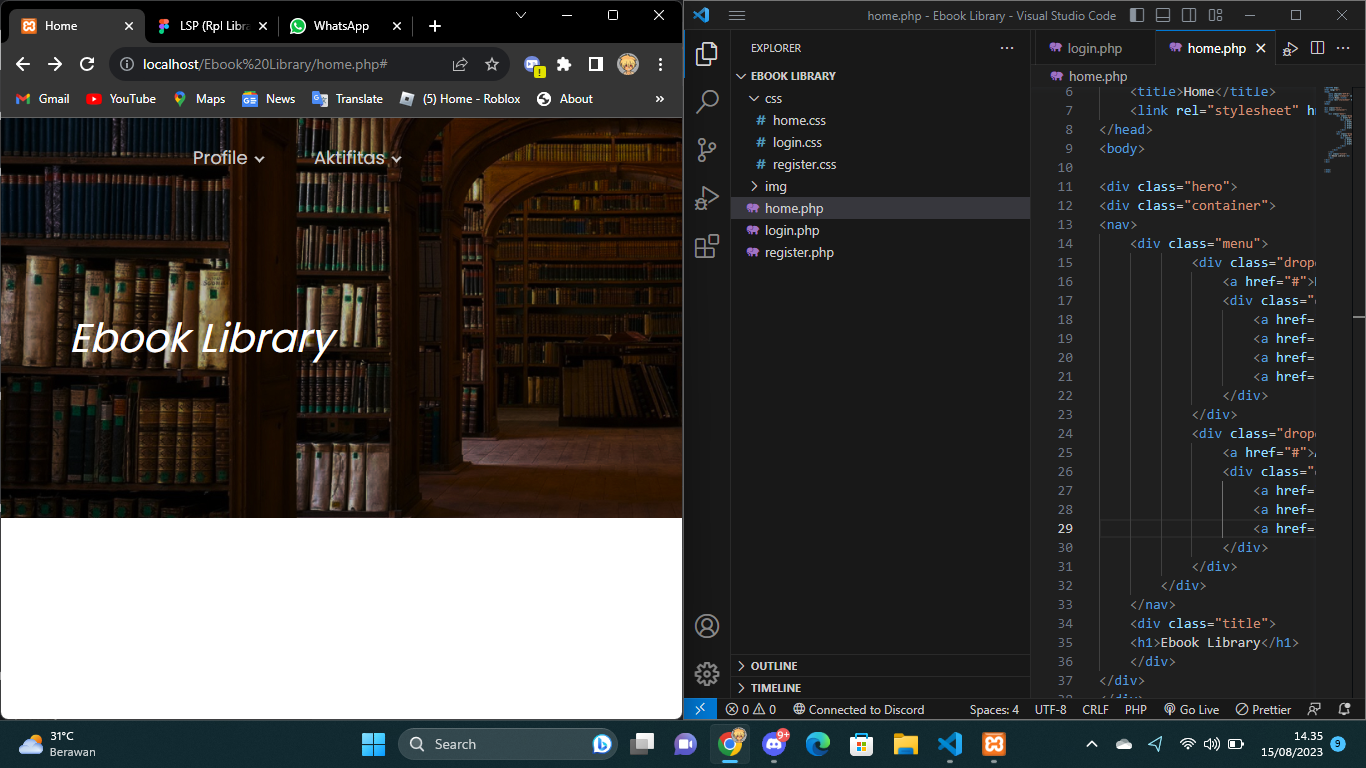 Home
LSP (Rpl Libra
WhatsApp
localhost/Ebook%20Library/home.php#
Gmail
YouTube
Maps
News
Translate
(5) Home - Roblox
About
»
Profile
Aktifitas
Ebook Library
home.php - Ebook Library - Visual Studio Code
EXPLORER
EBOOK LIBRARY
css
# home.css
# login.css
# register.css
img
home.php
login.php
register.php
OUTLINE
TIMELINE
login.php
home.php
home.php
6 <title>Home</title>
7 <link rel="stylesheet" h
8 </head>
9 <body>
10
11 <div class="hero">
12 <div class="container">
13 <nav>
14 <div class="menu">
15 <div class="drop
16 <a href="#">
17 <div class="
18 <a href=
19 <a href=
20 <a href=
21 <a href=
22 </div>
23 </div>
24 <div class="drop
25 <a href="#">
26 <div class="
27 <a href=
28 <a href=
29 <a href=
30 </div>
31 </div>
32 </div>
33 </nav>
34 <div class="title">
35 <h1>Ebook Library</h1>
36 </div>
37 </div>
0 0
Connected to Discord
Spaces: 4
UTF-8
CRLF
PHP
Go Live
Prettier
31°C
Berawan
Search
9+
14.35
15/08/2023
9